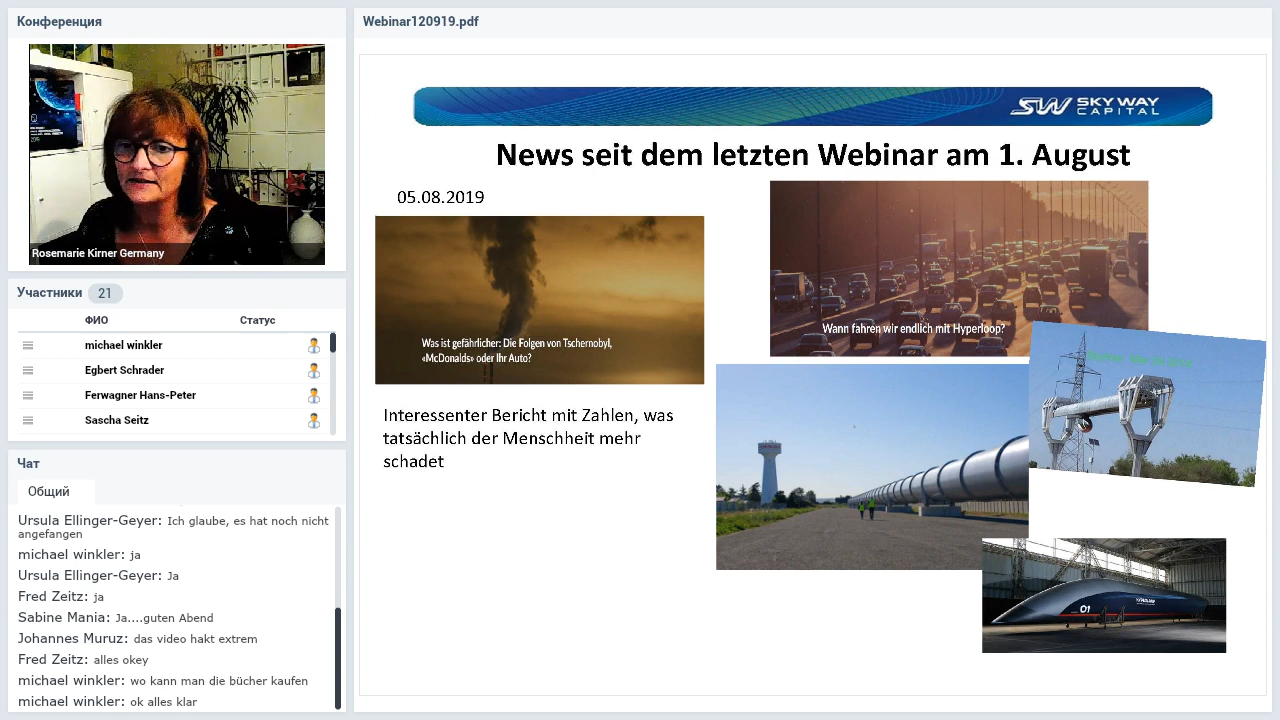 Конференция
Rosemarie Kirner Germany
Участники 21
ФИО Статус
michael winkler
Egbert Schrader
Ferwagner Hans-Peter
Sascha Seitz
Чат
Общий
Ursula Ellinger-Geyer: Ich glaube, es hat noch nicht
angefangen
michael winkler: ja
Ursula Ellinger-Geyer: Ja
Fred Zeitz: ja
Sabine Mania: Ja....guten Abend
Johannes Muruz: das video hakt extrem
Fred Zeitz: alles okey
michael winkler: wo kann man die bücher kaufen
michael winkler: ok alles klar
Webinar120919.pdf
SW SKY WAY
CAPITAL
News seit dem letzten Webinar am 1. August
05.08.2019
Was ist gefährlicher: Die Folgen von Tschernobyl,
«McDonalds» oder Ihr Auto?
Interessenter Bericht mit Zahlen, was
tatsächlich der Menschheit mehr
schadet
Wann fahren wir endlich mit Hyperloop?
01